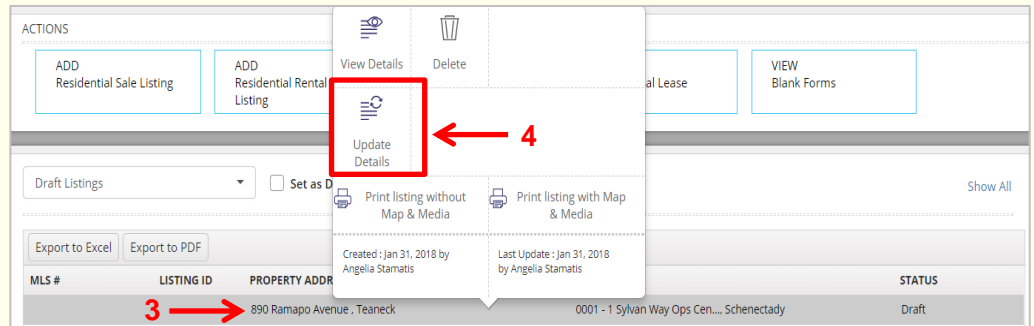 ACTIONS
View Details
Delete
ADD
Residential Sale Listing
ADD
Residential Rental
Listing
al Lease
VIEW
Blank Forms
Update
Details
4
Draft Listings
Set as D
Show All
Print listing without
Map & Media
Print listing with Map
& Media
Export to Excel
Export to PDF
Created : Jan 31, 2018 by
Angelia Stamatis
Last Update : Jan 31, 2018
by Angelia Stamatis
MLS #
LISTING ID
PROPERTY ADDR
STATUS
3
890 Ramapo Avenue , Teaneck
0001 - 1 Sylvan Way Ops Cen..., Schenectady
Draft